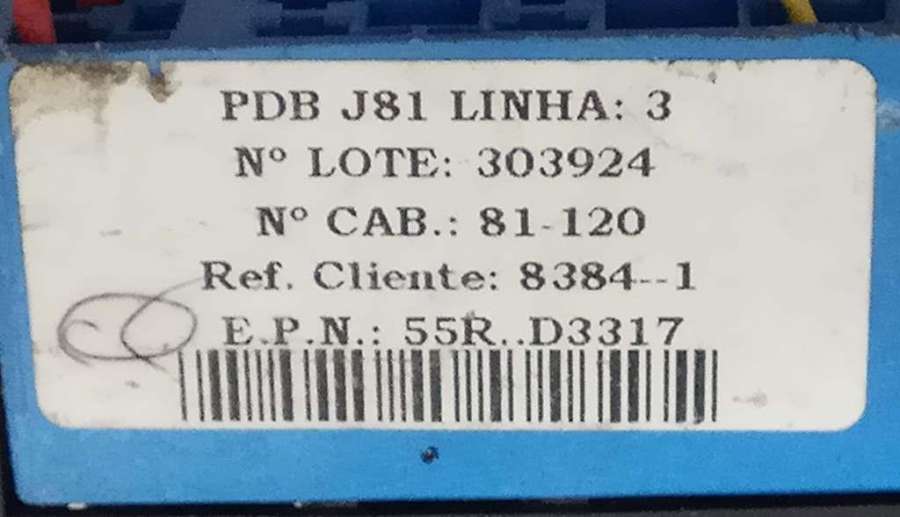 PDB J81 LINHA: 3
Nº LOTE: 303924
Nº CAB.: 81-120
Ref. Cliente: 8384--1
E.P.N.: 55R..D3317